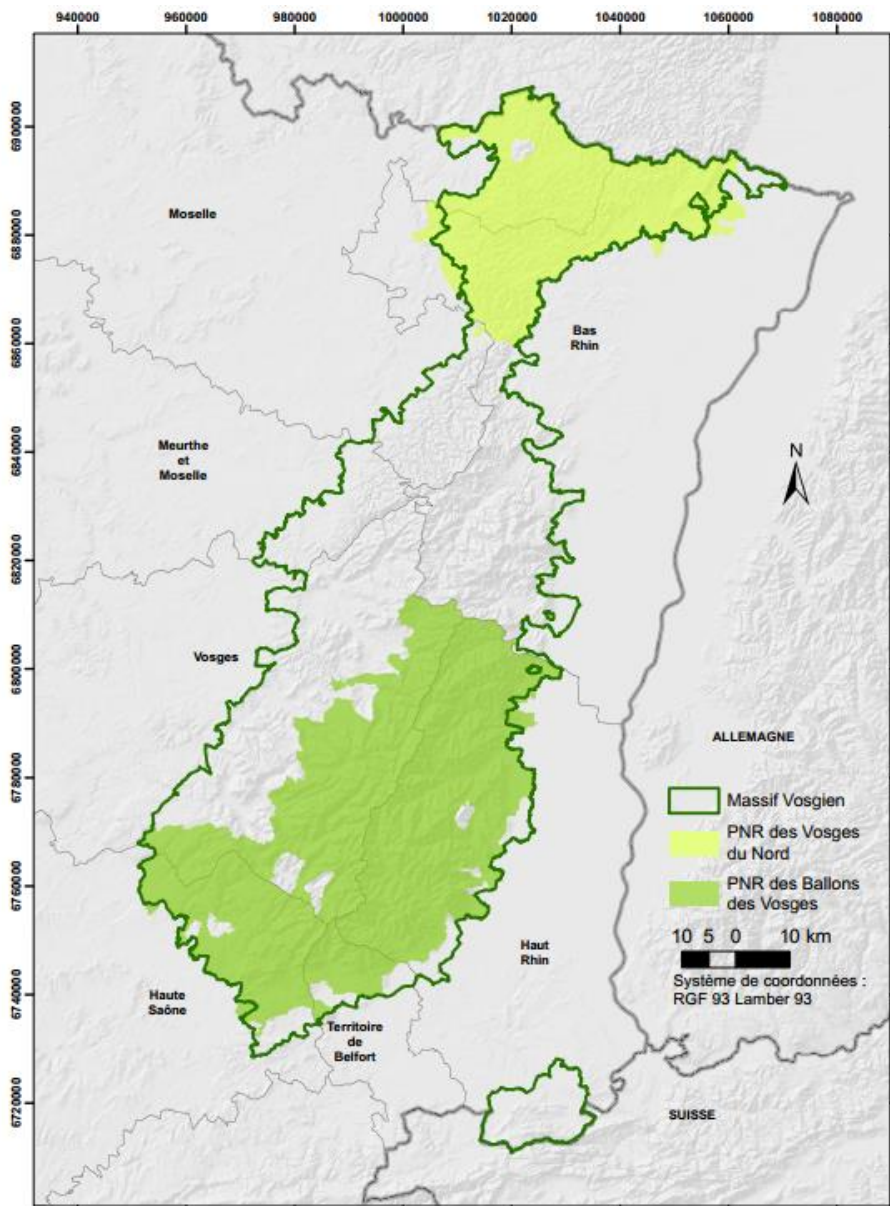 940000 960000 980000 1000000 1020000 1040000 1060000 1080000
6900000
6880000
6860000
6840000
6820000
6800000
6780000
6760000
6740000
6720000
Moselle
Bas
Rhin
Meurthe
et
Moselle
N
Vosges
ALLEMAGNE
Massif Vosgien
PNR des Vosges
du Nord
PNR des Ballons
des Vosges
10 5 0 10 km
Système de coordonnées :
RGF 93 Lamber 93
Haut
Rhin
Haute
Saône
Territoire
de
Belfort
SUISSE